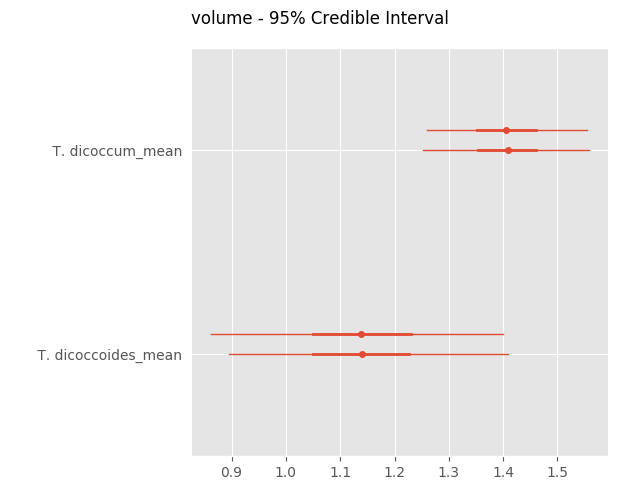 volume - 95% Credible Interval
T. dicoccum_mean
T. dicoccoides_mean
0.9 1.0 1.1 1.2 1.3 1.4 1.5